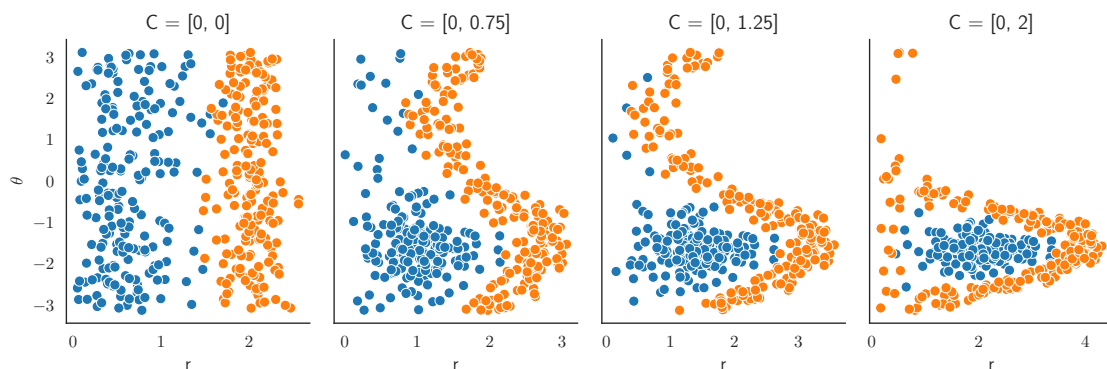 C = [0, 0]
C = [0, 0.75]
C = [0, 1.25]
C = [0, 2]
θ
3
2
1
0
−1
−2
−3
0 1 2
0 1 2 3
0 1 2 3
0 2 4
r
r
r
r